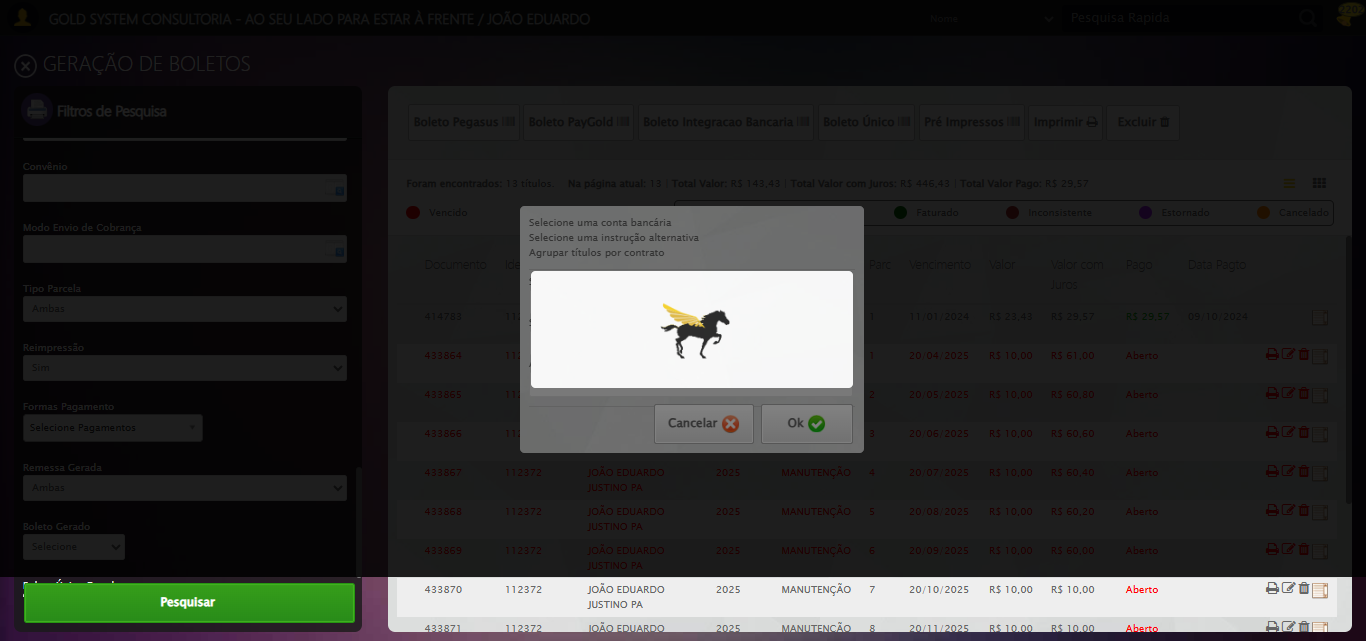 GOLD SYSTEM CONSULTORIA - AO SEU LADO PARA ESTAR À FRENTE / JOÃO EDUARDO
Nome
Pesquisa Rapida
GERAÇÃO DE BOLETOS
Filtros de Pesquisa
Convênio
Modo Envio de Cobrança
Tipo Parcela
Ambas
Reimpressão
Sim
Formas Pagamento
Selecione Pagamentos
Remessa Gerada
Ambas
Boleto Gerado
Selecione
Pesquisar
Boleto Pegasus
Boleto PayGold
Boleto Integracao Bancaria
Boleto Único
Pré Impressos
Imprimir
Excluir
Foram encontrados: 13 títulos. Na página atual: 13 | Total Valor: R$ 143,43 | Total Valor com Juros: R$ 446,43 | Total Valor Pago: R$ 29,57
Vencido
Faturado
Inconsistente
Estornado
Cancelado
Selecione uma conta bancária
Selecione uma instrução alternativa
Agrupar títulos por contrato
Cancelar
Ok
Documento Parc Vencimento Valor Valor com Juros Pago Data Pagto
414783 1 11/01/2024 R$ 23,43 R$ 29,57 R$ 29,57 09/10/2024
433864 1 20/04/2025 R$ 10,00 R$ 61,00 Aberto
433865 2 20/05/2025 R$ 10,00 R$ 60,80 Aberto
433866 3 20/06/2025 R$ 10,00 R$ 60,60 Aberto
433867 112372 JOÃO EDUARDO 2025 MANUTENÇÃO 4 20/07/2025 R$ 10,00 R$ 60,40 Aberto
JUSTINO PA
433868 112372 JOÃO EDUARDO 2025 MANUTENÇÃO 5 20/08/2025 R$ 10,00 R$ 60,20 Aberto
JUSTINO PA
433869 112372 JOÃO EDUARDO 2025 MANUTENÇÃO 6 20/09/2025 R$ 10,00 R$ 60,00 Aberto
JUSTINO PA
433870 112372 JOÃO EDUARDO 2025 MANUTENÇÃO 7 20/10/2025 R$ 10,00 R$ 10,00 Aberto
JUSTINO PA
433871 112372 JOÃO EDUARDO 2025 MANUTENÇÃO 8 20/11/2025 R$ 10,00 R$ 10,00 Aberto